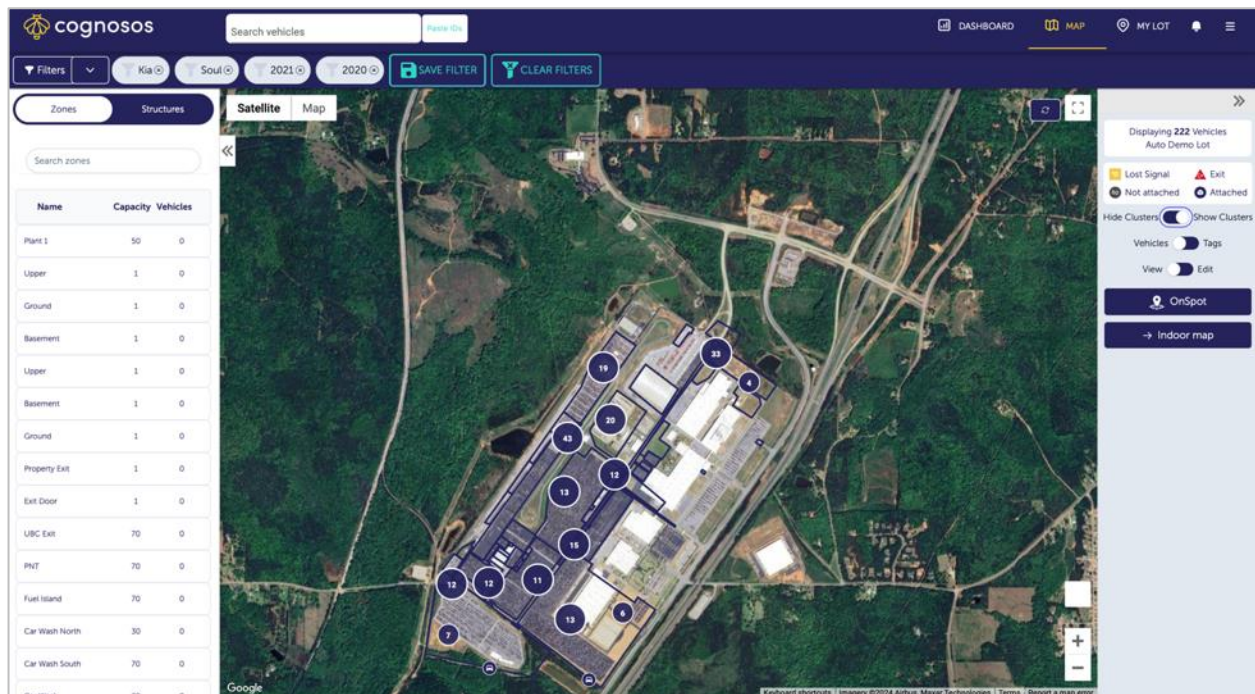 cognosos
Search vehicles
Paste IDs
DASHBOARD
MAP
MY LOT
Filters
Kia
Soul
2021
2020
SAVE FILTER
CLEAR FILTERS
Zones
Structures
Search zones
Name Capacity Vehicles
Plant 1 50 0
Upper 1 0
Ground 1 0
Basement 1 0
Upper 1 0
Basement 1 0
Ground 1 0
Property Exit 1 0
Exit Door 1 0
UBC Exit 70 0
PNT 70 0
Fuel Island 70 0
Car Wash North 30 0
Car Wash South 70 0
Satellite Map
33
19
4
20
43
12
13
15
12
12
11
13
6
7
Google
Keyboard shortcuts Imagery ©2024 Airbus, Maxar Technologies Terms Report a map error
Displaying 222 Vehicles
Auto Demo Lot
Lost Signal Exit
Not attached Attached
Hide Clusters Show Clusters
Vehicles Tags
View Edit
OnSpot
Indoor map